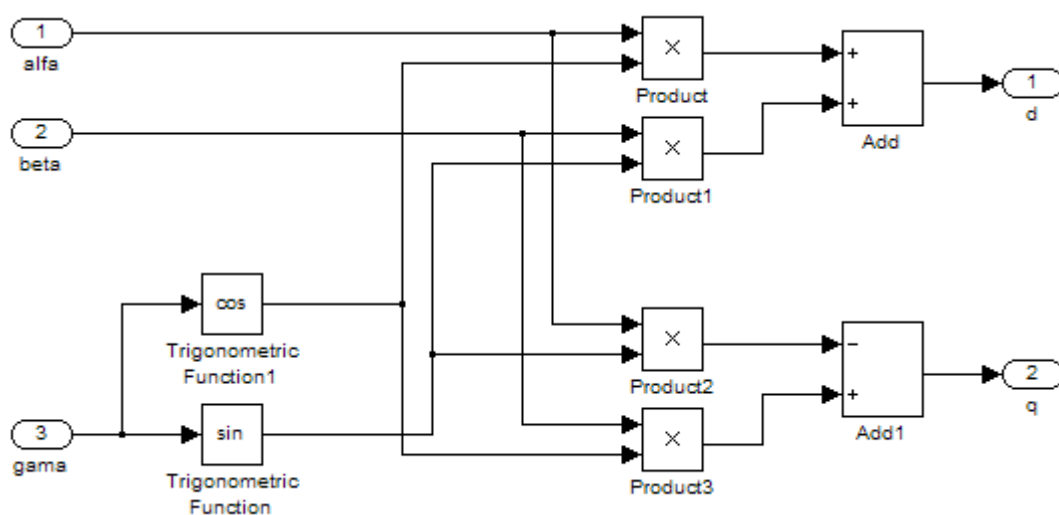 1
alfa
×
Product
+
+
Add
1
d
2
beta
×
Product1
cos
Trigonometric
Function1
×
Product2
−
+
Add1
2
q
3
gama
sin
Trigonometric
Function
×
Product3